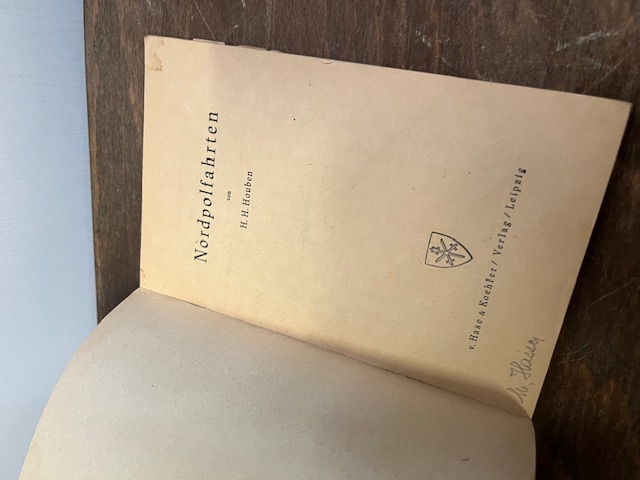 Nordpolfahrten
von
H. H. Houben
v. Hase & Koehler / Verlag / Leipzig